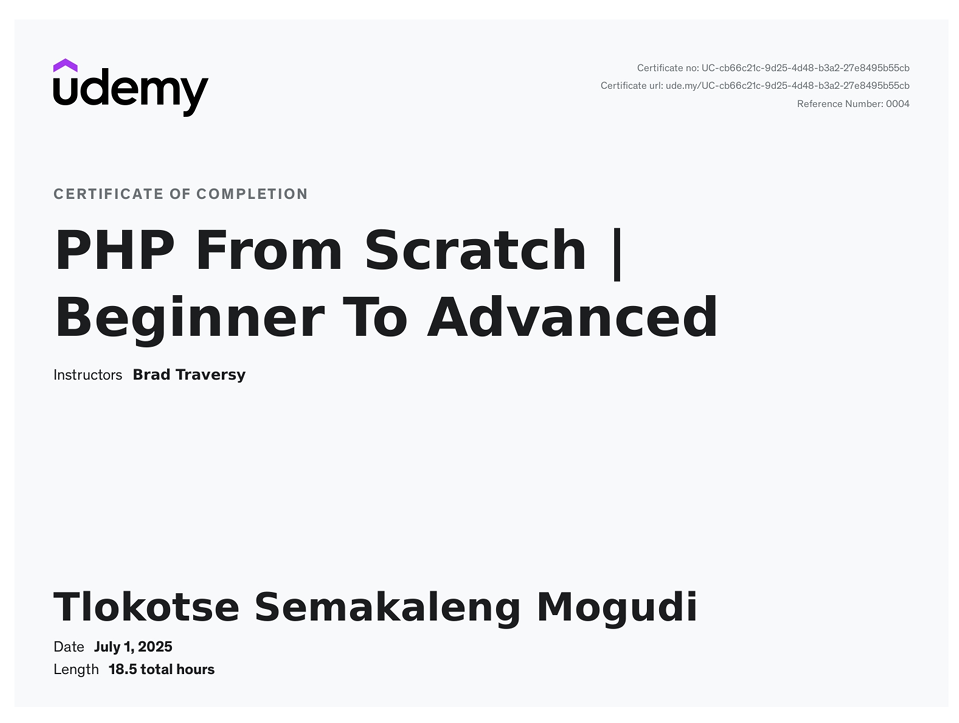 udemy
Certificate no: UC-cb66c21c-9d25-4d48-b3a2-27e8495b55cb
Certificate url: ude.my/UC-cb66c21c-9d25-4d48-b3a2-27e8495b55cb
Reference Number: 0004
CERTIFICATE OF COMPLETION
PHP From Scratch |
Beginner To Advanced
Instructors Brad Traversy
Tlokotse Semakaleng Mogudi
Date July 1, 2025
Length 18.5 total hours